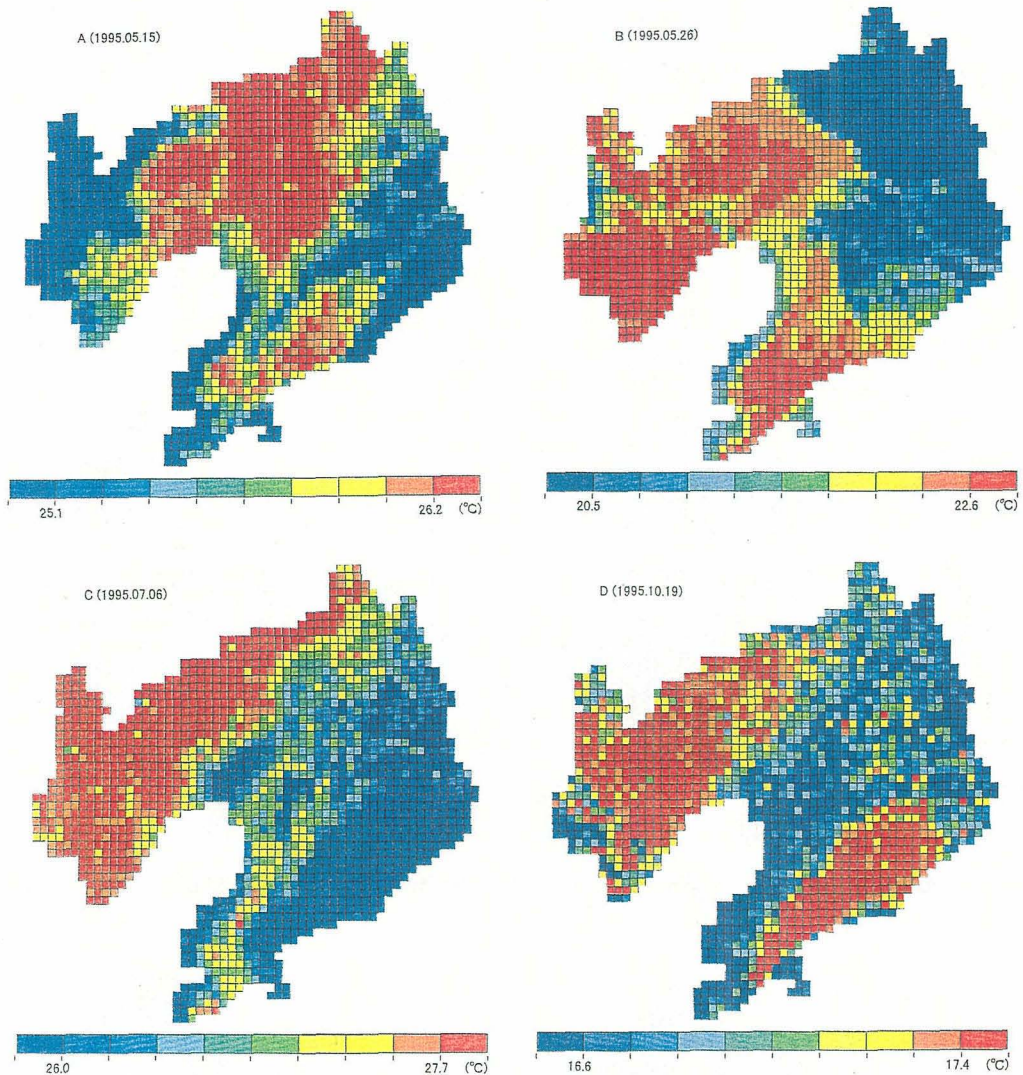 A (1995.05.15)
B (1995.05.26)
25.1 26.2 (℃)
20.5 22.6 (℃)
C (1995.07.06)
D (1995.10.19)
26.0 27.7 (℃)
16.6 17.4 (℃)